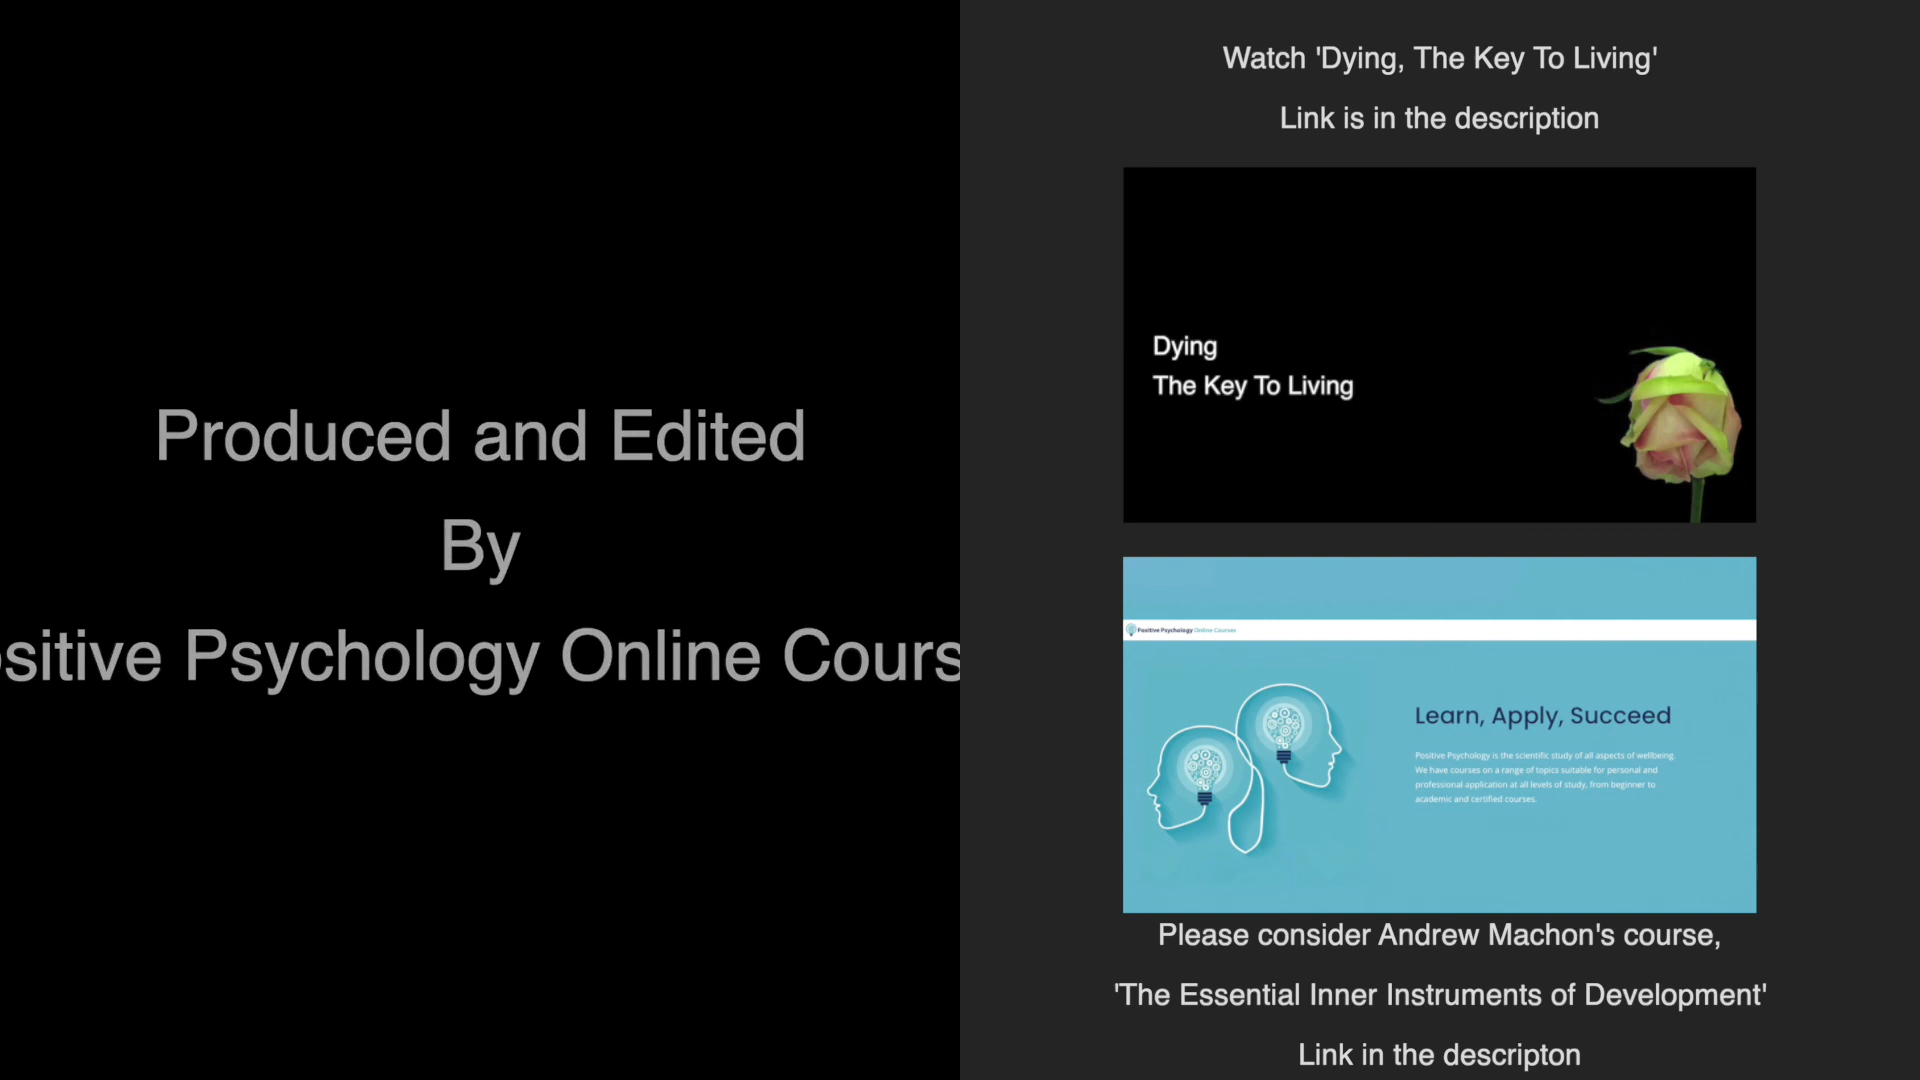 Produced and Edited
By
ositive Psychology Online Cours
Watch 'Dying, The Key To Living'
Link is in the description
Dying
The Key To Living
Positive Psychology Online Courses
Learn, Apply, Succeed
Positive Psychology is the scientific study of all aspects of wellbeing.
We have courses on a range of topics suitable for personal and
professional application at all levels of study, from beginner to
academic and certified courses.
Please consider Andrew Machon's course,
'The Essential Inner Instruments of Development'
Link in the descripton